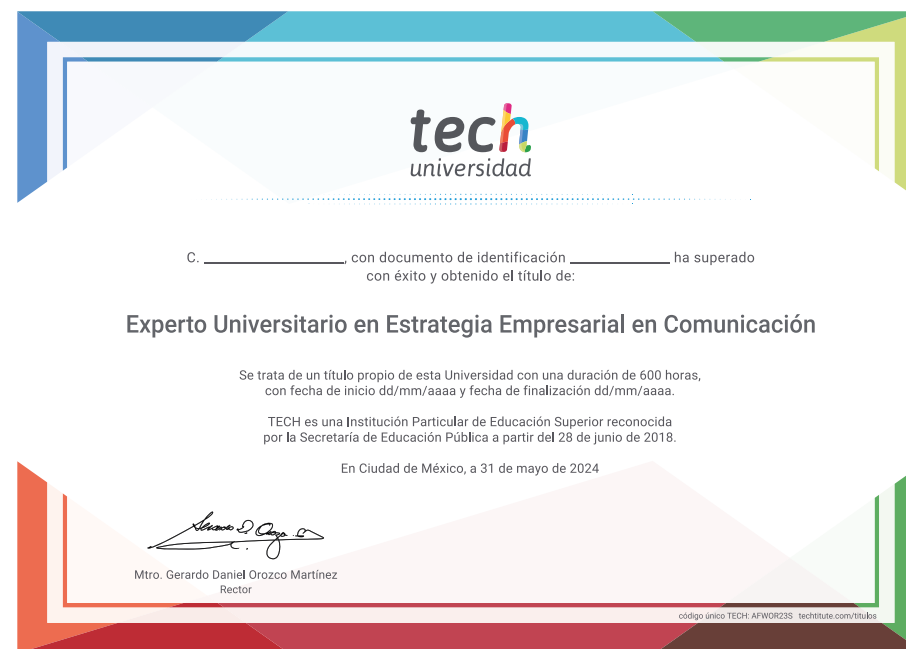 tech
universidad
C. ____________, con documento de identificación ____________ ha superado
con éxito y obtenido el título de:
Experto Universitario en Estrategia Empresarial en Comunicación
Se trata de un título propio de esta Universidad con una duración de 600 horas,
con fecha de inicio dd/mm/aaaa y fecha de finalización dd/mm/aaaa.
TECH es una Institución Particular de Educación Superior reconocida
por la Secretaría de Educación Pública a partir del 28 de junio de 2018.
En Ciudad de México, a 31 de mayo de 2024
Mtro. Gerardo Daniel Orozco Martínez
Rector
código único TECH: AFWOR23S techtitute.com/titulos